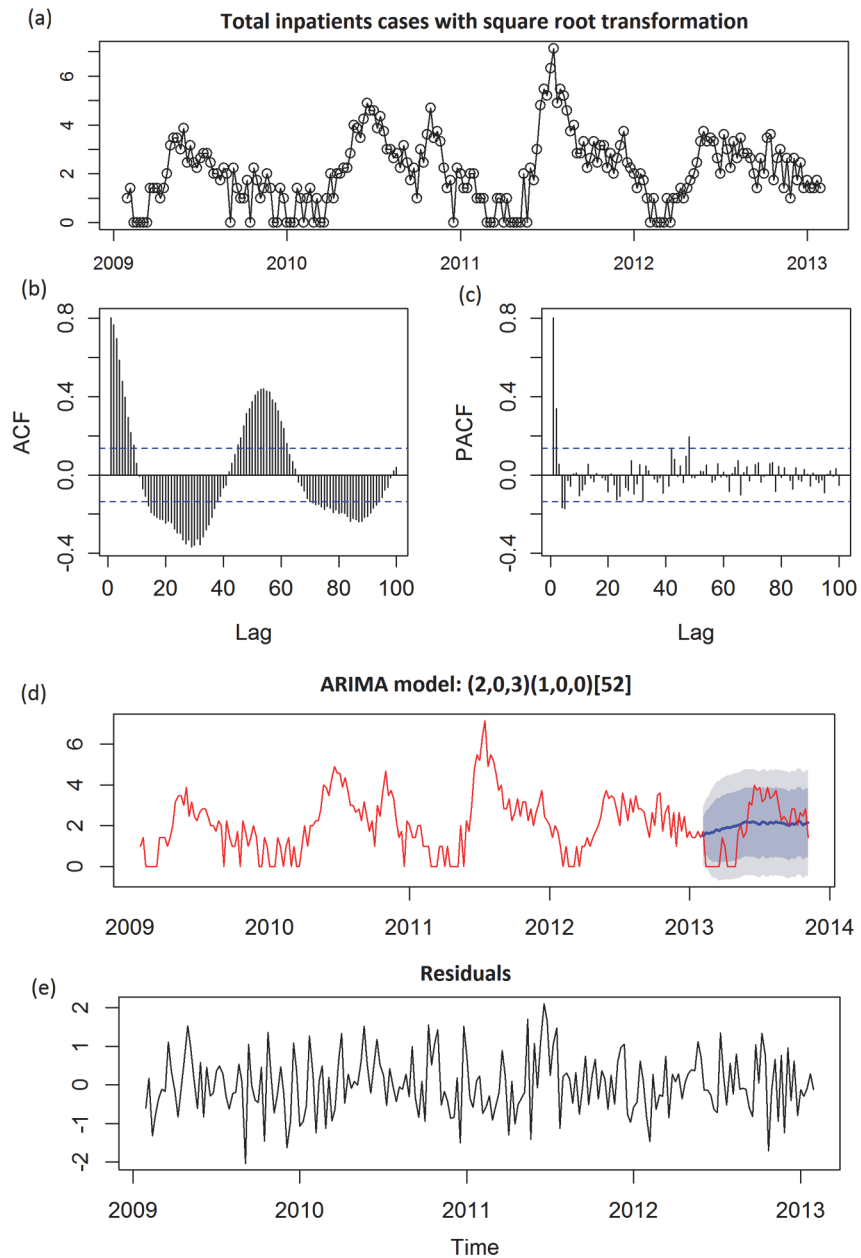 (a)
Total inpatients cases with square root transformation
6
4
2
0
2009 2010 2011 2012 2013
(b)
0.8
0.4
0.0
-0.4
ACF
0 20 40 60 80 100
Lag
(c)
0.8
0.4
0.0
-0.4
PACF
0 20 40 60 80 100
Lag
(d)
ARIMA model: (2,0,3)(1,0,0)[52]
6
4
2
0
2009 2010 2011 2012 2013 2014
(e)
Residuals
2
1
0
-1
-2
2009 2010 2011 2012 2013
Time